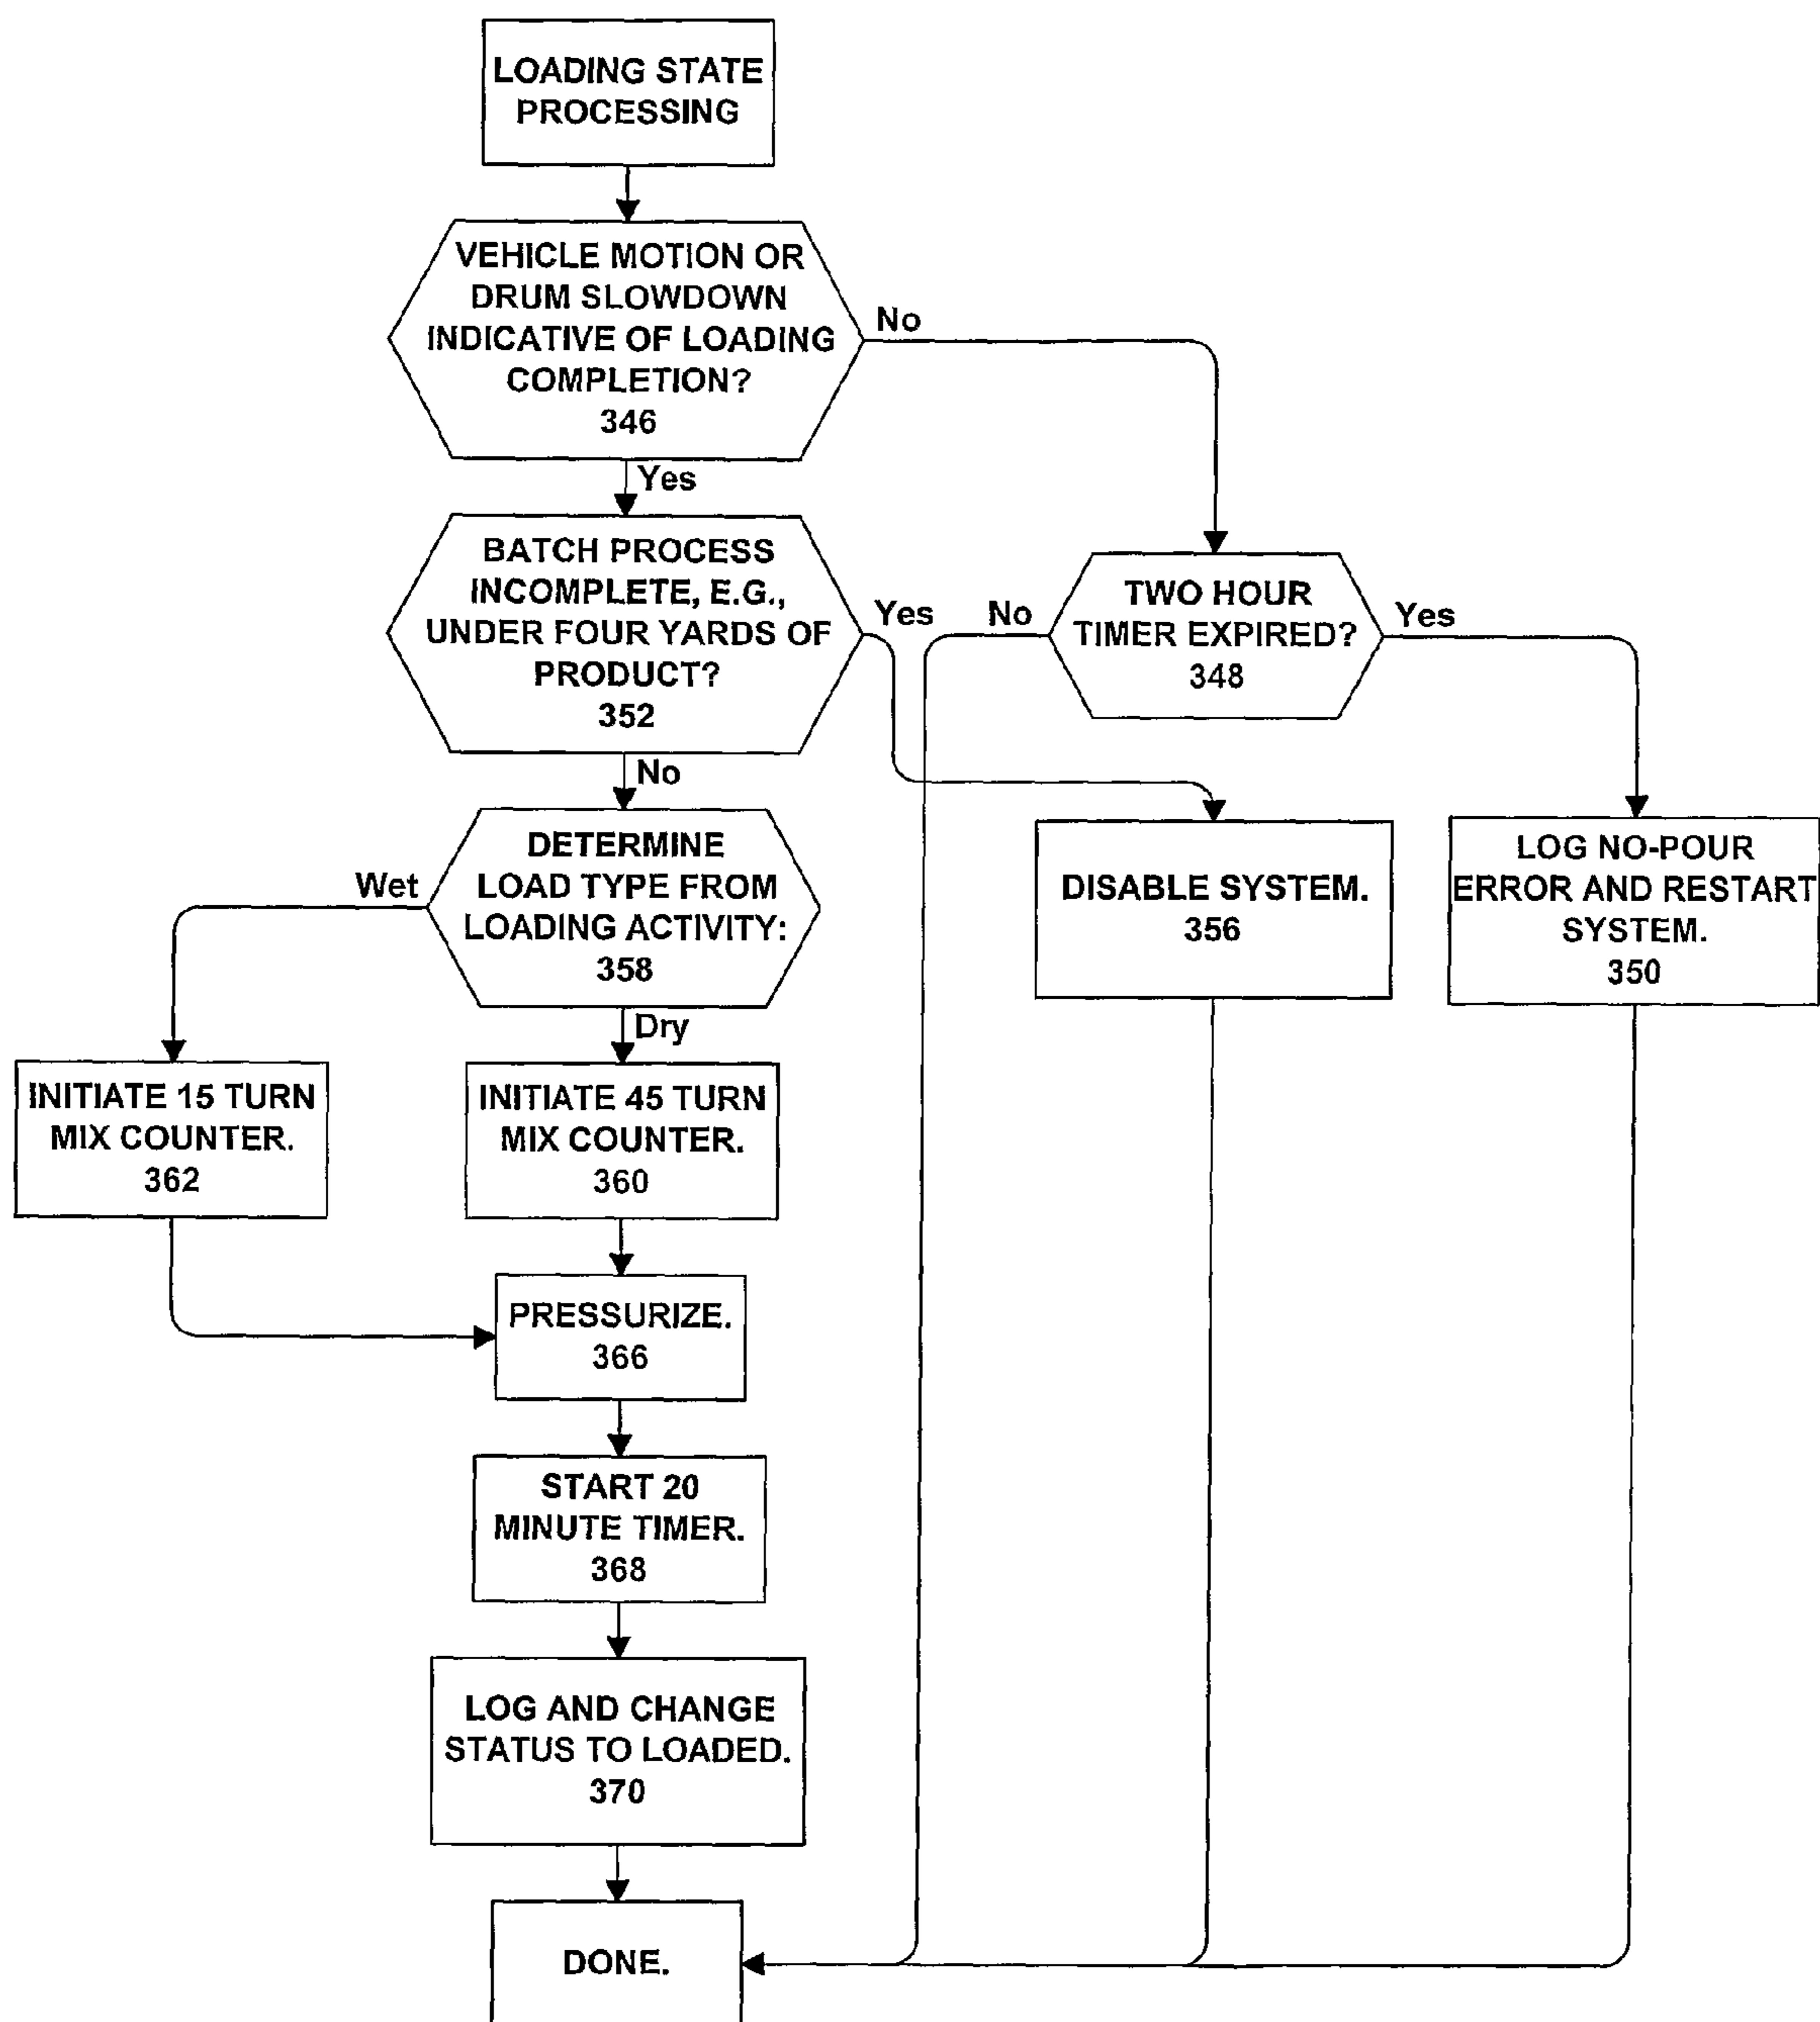 LOADING STATE
PROCESSING
VEHICLE MOTION OR
DRUM SLOWDOWN
INDICATIVE OF LOADING
COMPLETION?
346
No
Yes
BATCH PROCESS
INCOMPLETE, E.G.,
UNDER FOUR YARDS OF
PRODUCT?
352
Yes
No
TWO HOUR
TIMER EXPIRED?
348
No
Yes
DETERMINE
LOAD TYPE FROM
LOADING ACTIVITY:
358
Wet
Dry
DISABLE SYSTEM.
356
LOG NO-POUR
ERROR AND RESTART
SYSTEM.
350
INITIATE 15 TURN
MIX COUNTER.
362
INITIATE 45 TURN
MIX COUNTER.
360
PRESSURIZE.
366
START 20
MINUTE TIMER.
368
LOG AND CHANGE
STATUS TO LOADED.
370
DONE.